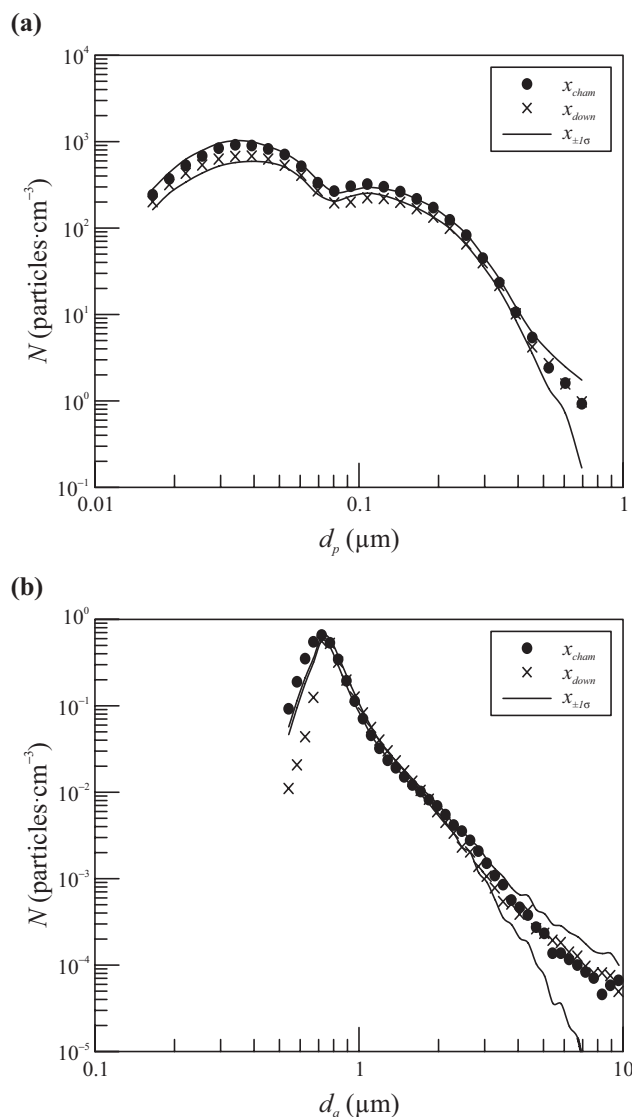 (a)
10⁴
10³
10²
10¹
10⁰
10⁻¹
N (particles·cm⁻³)
x_cham
x_down
x_±1σ
0.01
0.1
1
d_p (µm)
(b)
10⁰
10⁻¹
10⁻²
10⁻³
10⁻⁴
10⁻⁵
N (particles·cm⁻³)
x_cham
x_down
x_±1σ
0.1
1
10
d_a (µm)